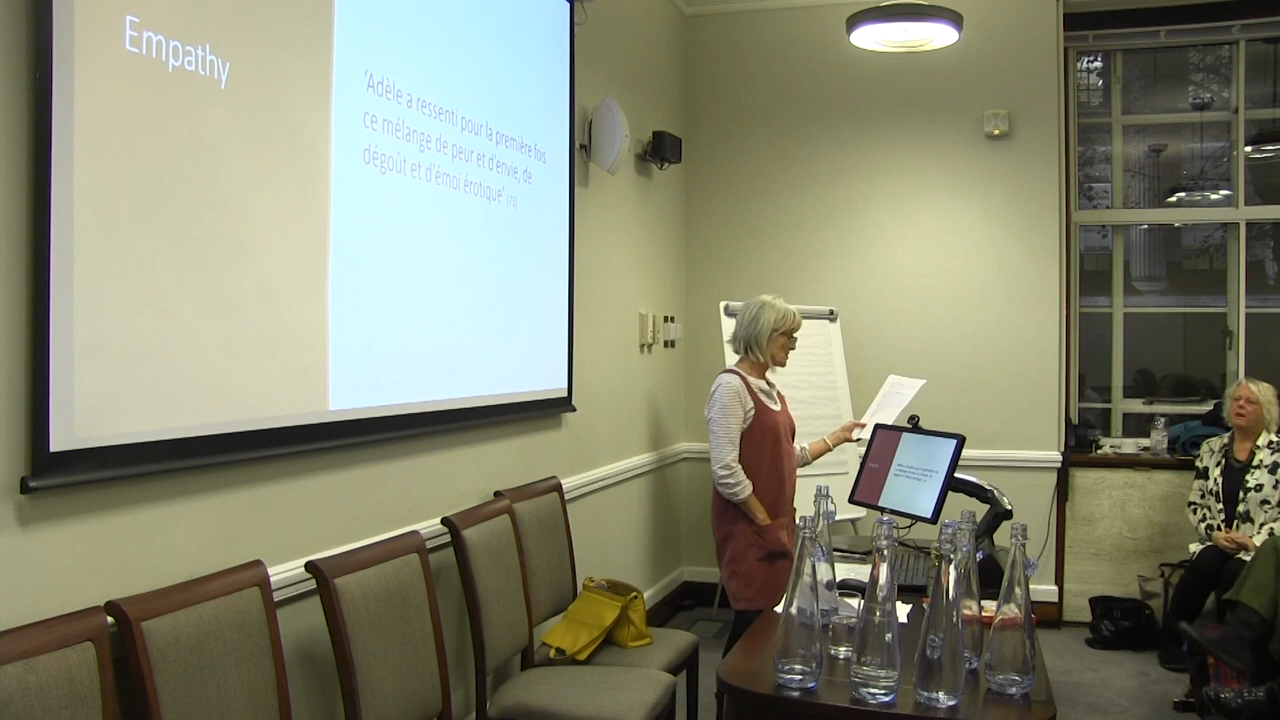 Empathy
‘Adèle a ressenti pour la première fois
ce mélange de peur et d’envie, de
dégoût et d’émoi érotique’ (73)